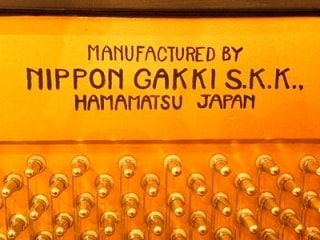 MANUFACTURED BY
NIPPON GAKKI S.K.K.,
HAMAMATSU JAPAN